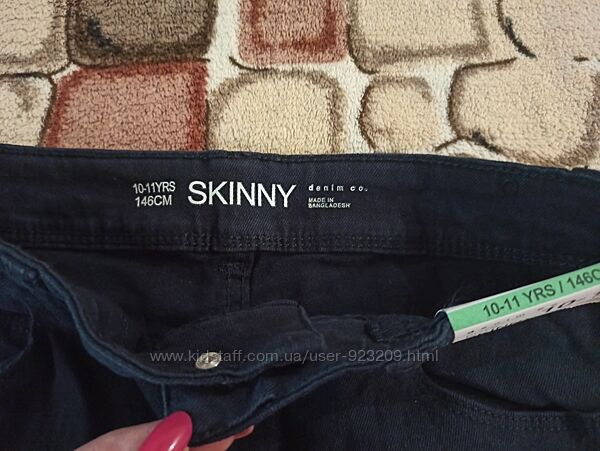 10-11YRS
146CM
SKINNY
denim co.
MADE IN
BANGLADESH
10-11 YRS / 146C
www.kidstaff.com.ua/user-923209.html